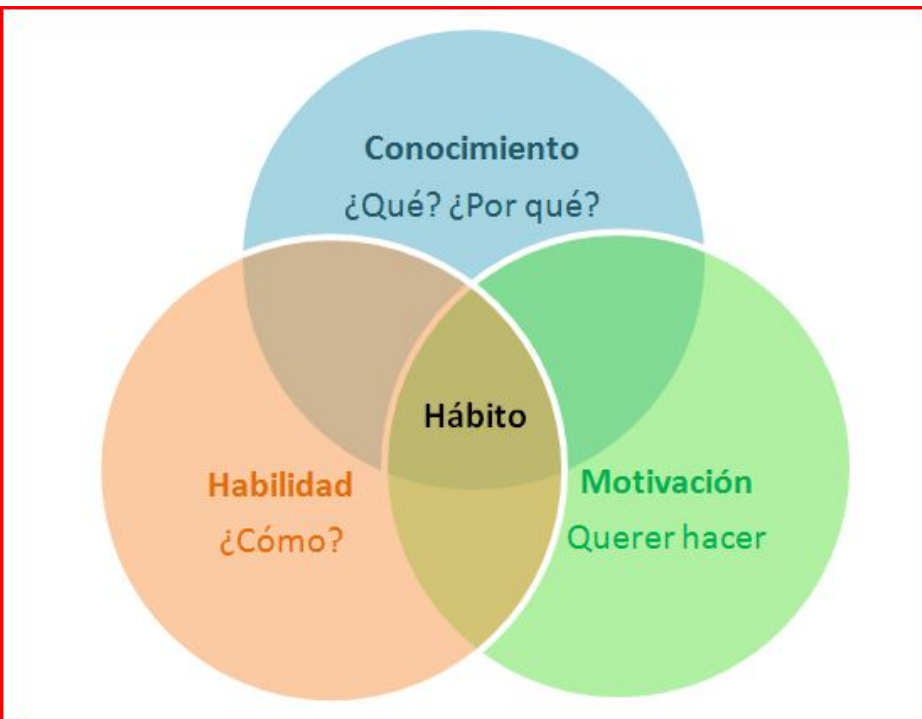 Conocimiento
¿Qué? ¿Por qué?
Hábito
Habilidad
¿Cómo?
Motivación
Querer hacer